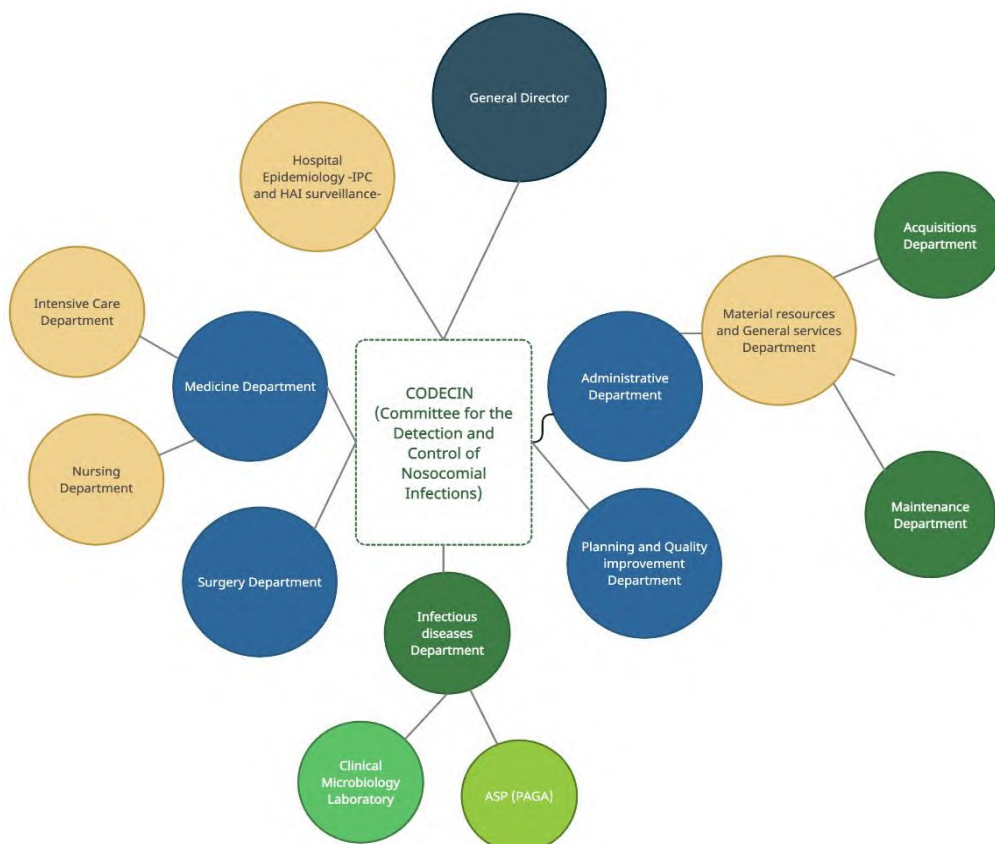 General Director
Hospital
Epidemiology -IPC
and HAI surveillance-
Acquisitions
Department
Intensive Care
Department
Material resources
and General services
Department
Medicine Department
Administrative
Department
CODECIN
(Committee for the
Detection and
Control of
Nosocomial
Infections)
Nursing
Department
Maintenance
Department
Surgery Department
Planning and Quality
improvement
Department
Infectious
diseases
Department
Clinical
Microbiology
Laboratory
ASP (PAGA)